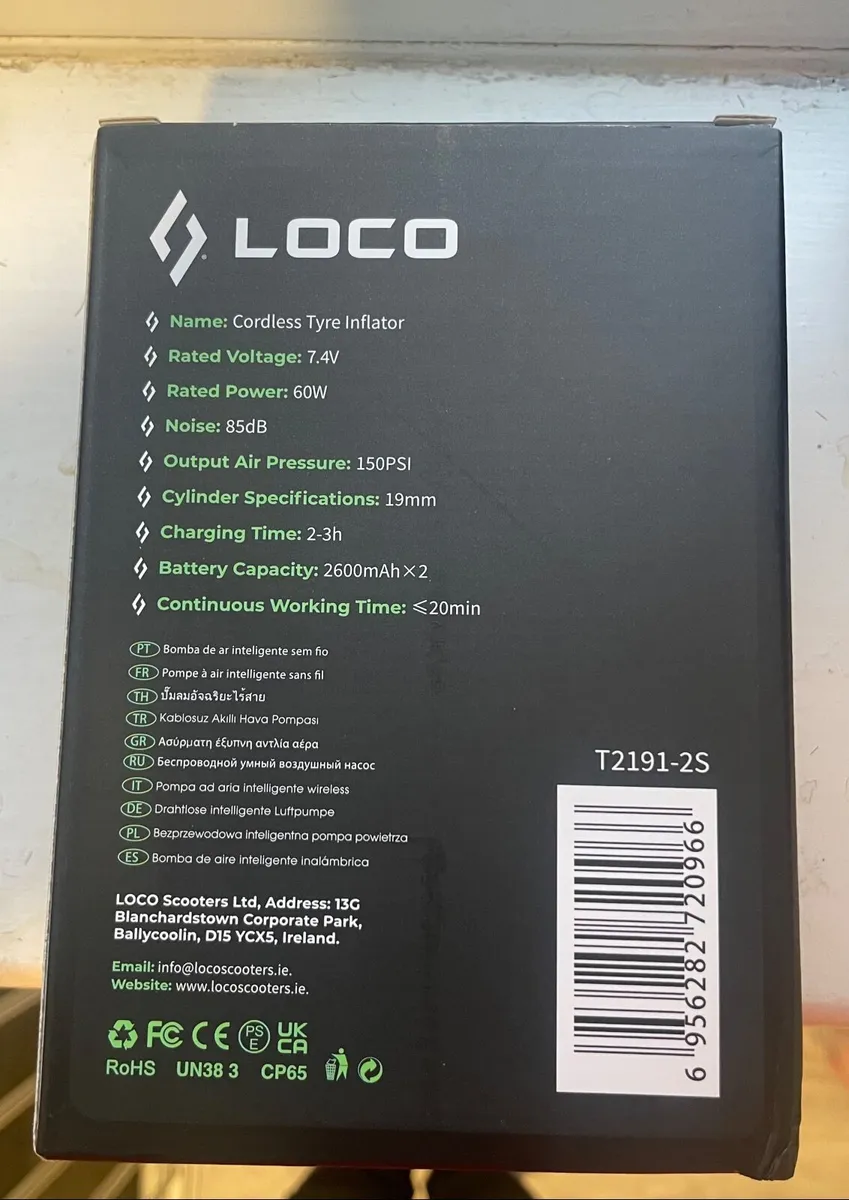 LOCO
Name: Cordless Tyre Inflator
Rated Voltage: 7.4V
Rated Power: 60W
Noise: 85dB
Output Air Pressure: 150PSI
Cylinder Specifications: 19mm
Charging Time: 2-3h
Battery Capacity: 2600mAh×2
Continuous Working Time: ≤20min
PT Bomba de ar inteligente sem fio
FR Pompe à air intelligente sans fil
TH ปั๊มลมอัจฉริยะไร้สาย
TR Kablosuz Akıllı Hava Pompası
GR Ασύρματη έξυπνη αντλία αέρα
RU Беспроводной умный воздушный насос
IT Pompa ad aria intelligente wireless
DE Drahtlose intelligente Luftpumpe
PL Bezprzewodowa inteligentna pompa powietrza
ES Bomba de aire inteligente inalámbrica
LOCO Scooters Ltd, Address: 13G
Blanchardstown Corporate Park,
Ballycoolin, D15 YCX5, Ireland.
Email: info@locoscooters.ie.
Website: www.locoscooters.ie.
FC CE PSE UKCA
RoHS UN38 3 CP65
T2191-2S
6 956282 720966